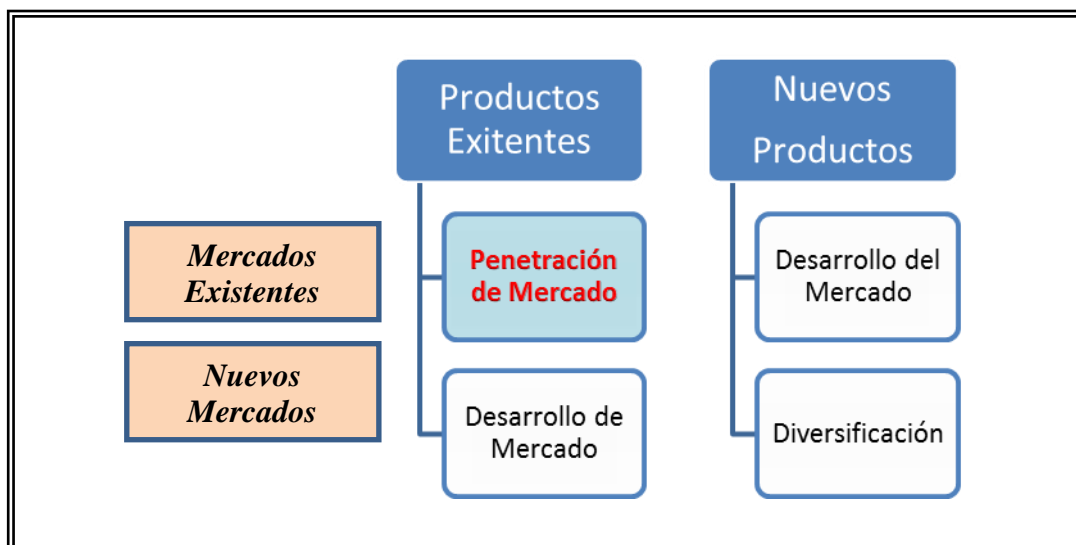 Productos
Exitentes
Nuevos
Productos
Mercados
Existentes
Penetración
de Mercado
Desarrollo del
Mercado
Nuevos
Mercados
Desarrollo de
Mercado
Diversificación